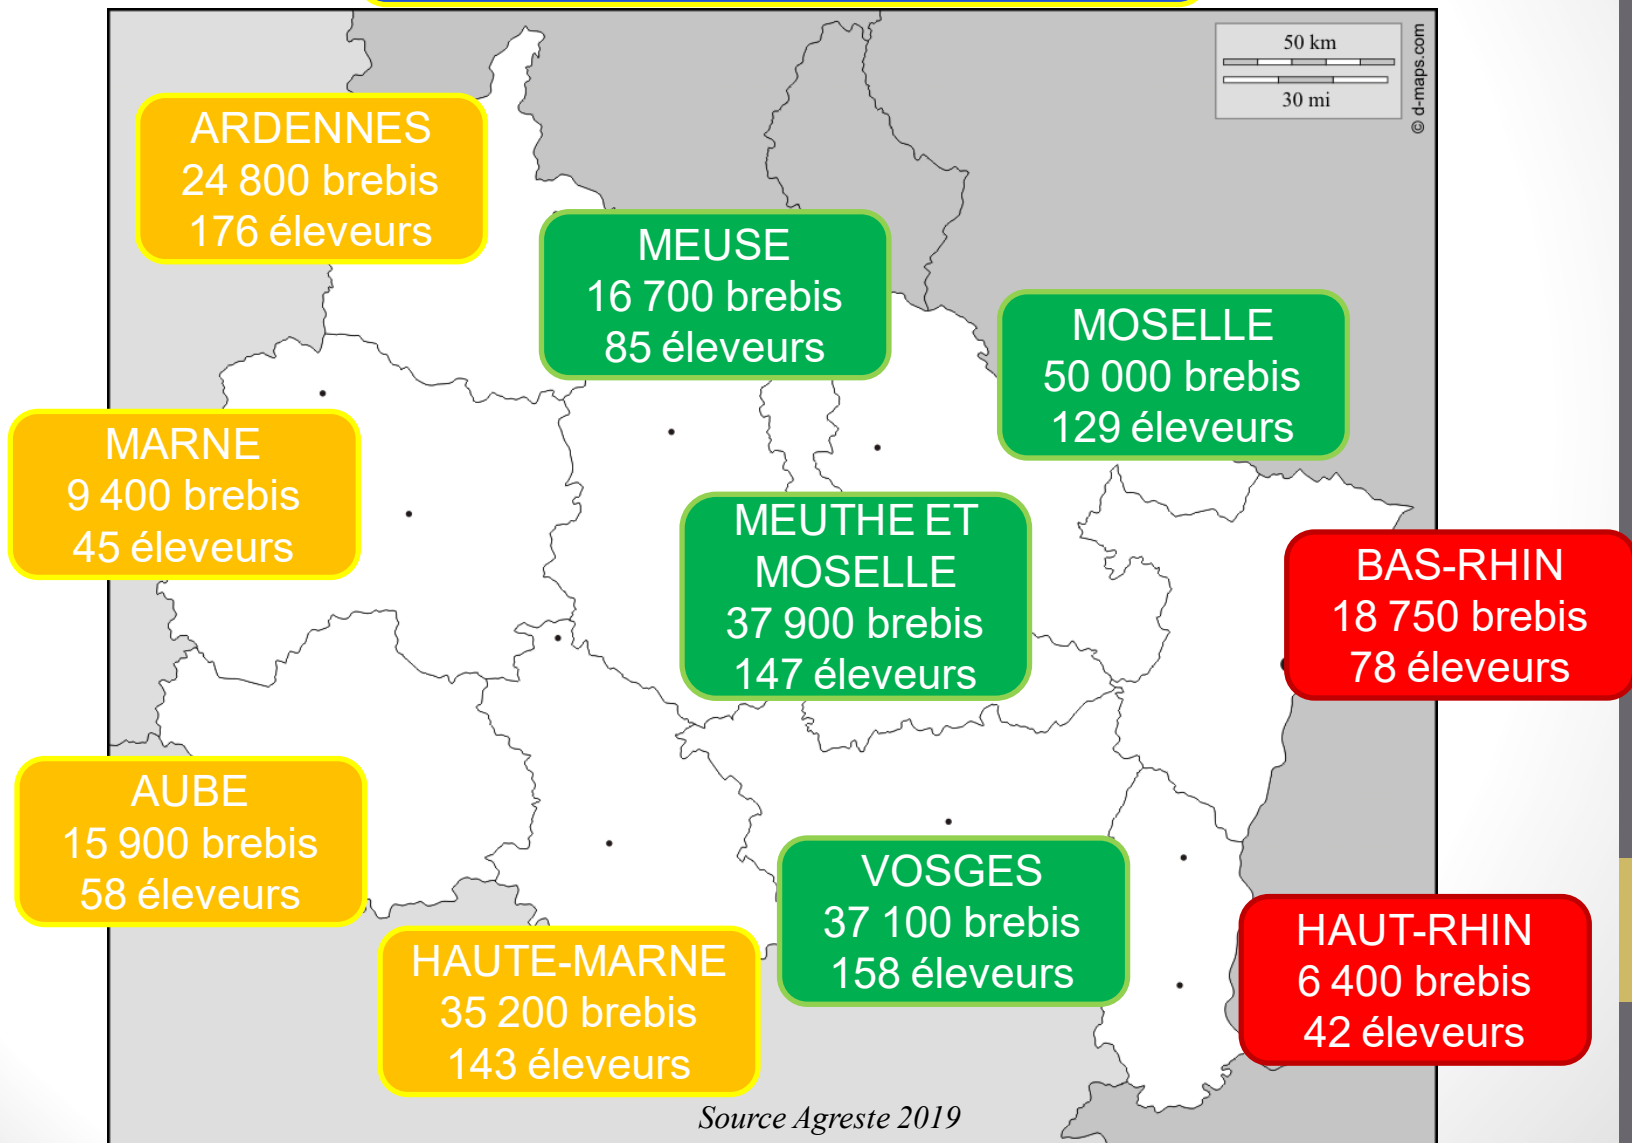 50 km
30 mi
© d-maps.com
ARDENNES
24 800 brebis
176 éleveurs
MEUSE
16 700 brebis
85 éleveurs
MOSELLE
50 000 brebis
129 éleveurs
MARNE
9 400 brebis
45 éleveurs
MEUTHE ET
MOSELLE
37 900 brebis
147 éleveurs
BAS-RHIN
18 750 brebis
78 éleveurs
AUBE
15 900 brebis
58 éleveurs
VOSGES
37 100 brebis
158 éleveurs
HAUT-RHIN
6 400 brebis
42 éleveurs
HAUTE-MARNE
35 200 brebis
143 éleveurs
Source Agreste 2019